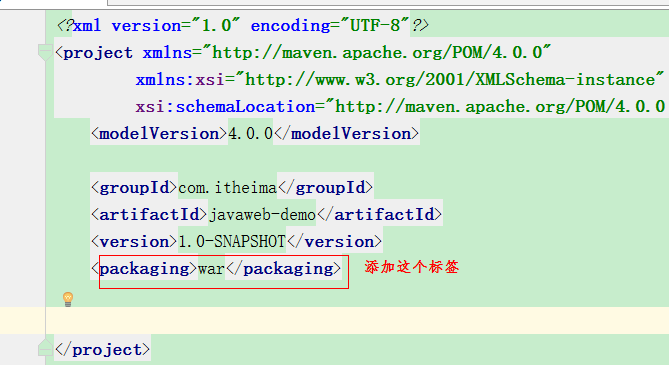 <?xml version="1.0" encoding="UTF-8"?>
<project xmlns="http://maven.apache.org/POM/4.0.0"
xmlns:xsi="http://www.w3.org/2001/XMLSchema-instance"
xsi:schemaLocation="http://maven.apache.org/POM/4.0.0
<modelVersion>4.0.0</modelVersion>
<groupId>com.itheima</groupId>
<artifactId>javaweb-demo</artifactId>
<version>1.0-SNAPSHOT</version>
<packaging>war</packaging> 添加这个标签
</project>